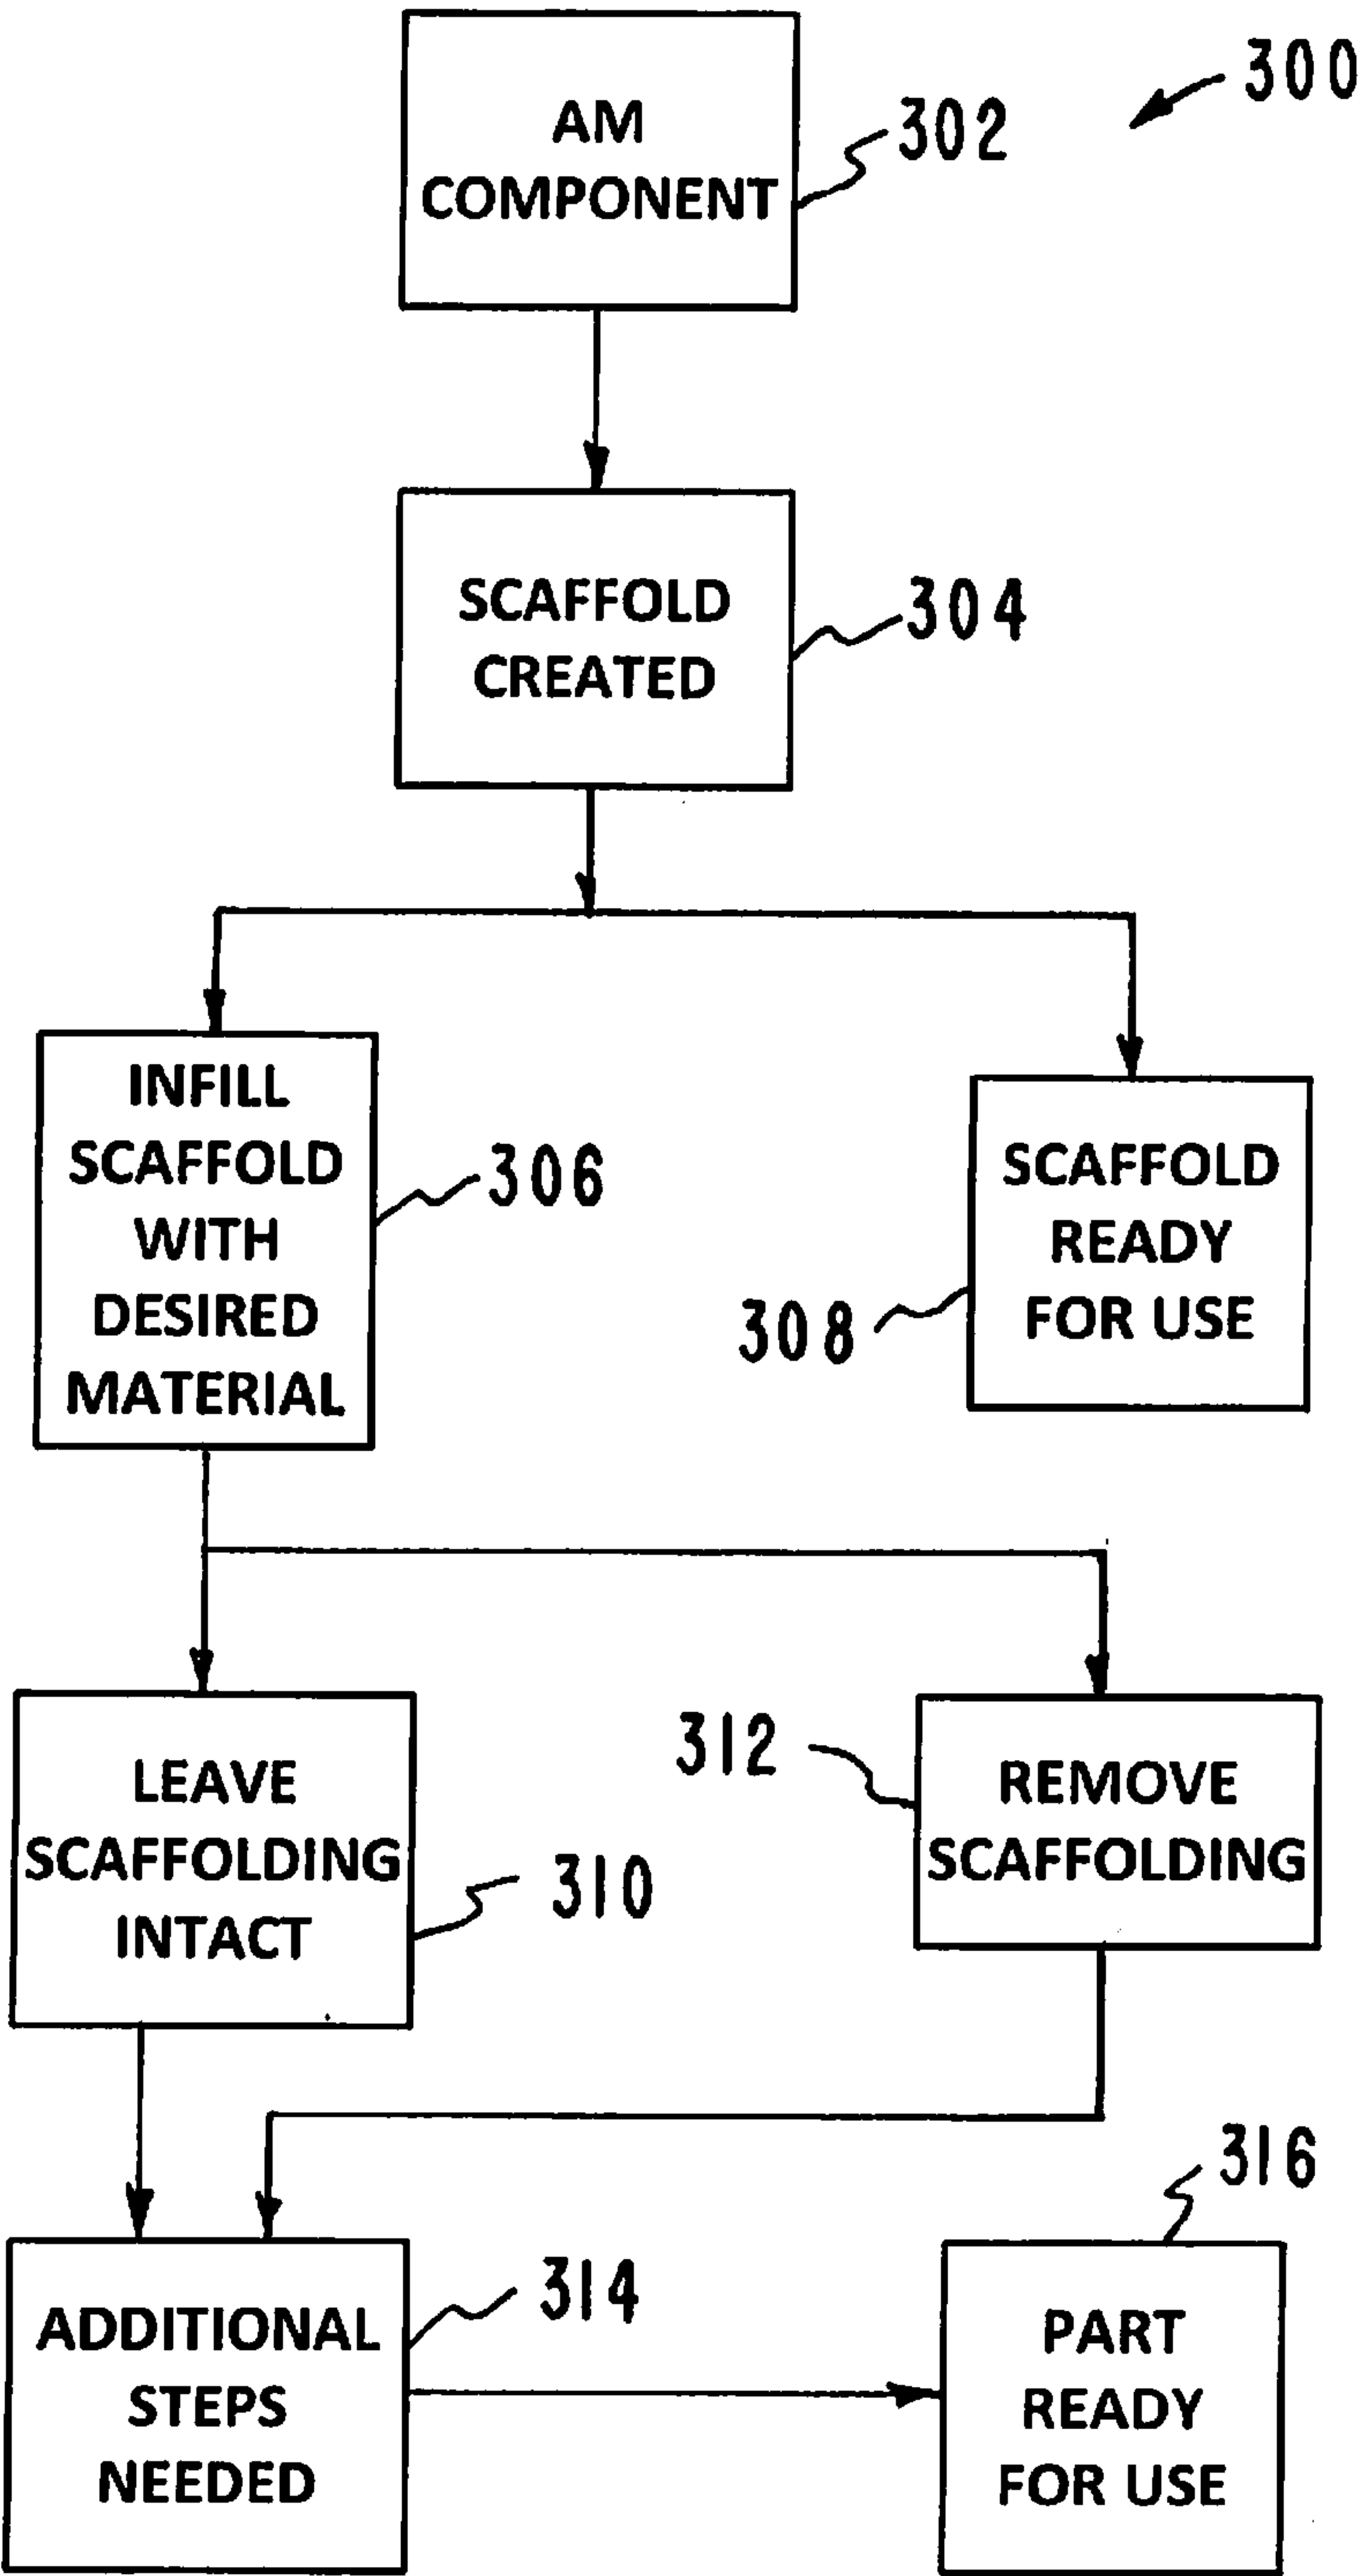 300
AM
COMPONENT
302
SCAFFOLD
CREATED
304
INFILL
SCAFFOLD
WITH
DESIRED
MATERIAL
306
SCAFFOLD
READY
FOR USE
308
LEAVE
SCAFFOLDING
INTACT
310
REMOVE
SCAFFOLDING
312
ADDITIONAL
STEPS
NEEDED
314
PART
READY
FOR USE
316